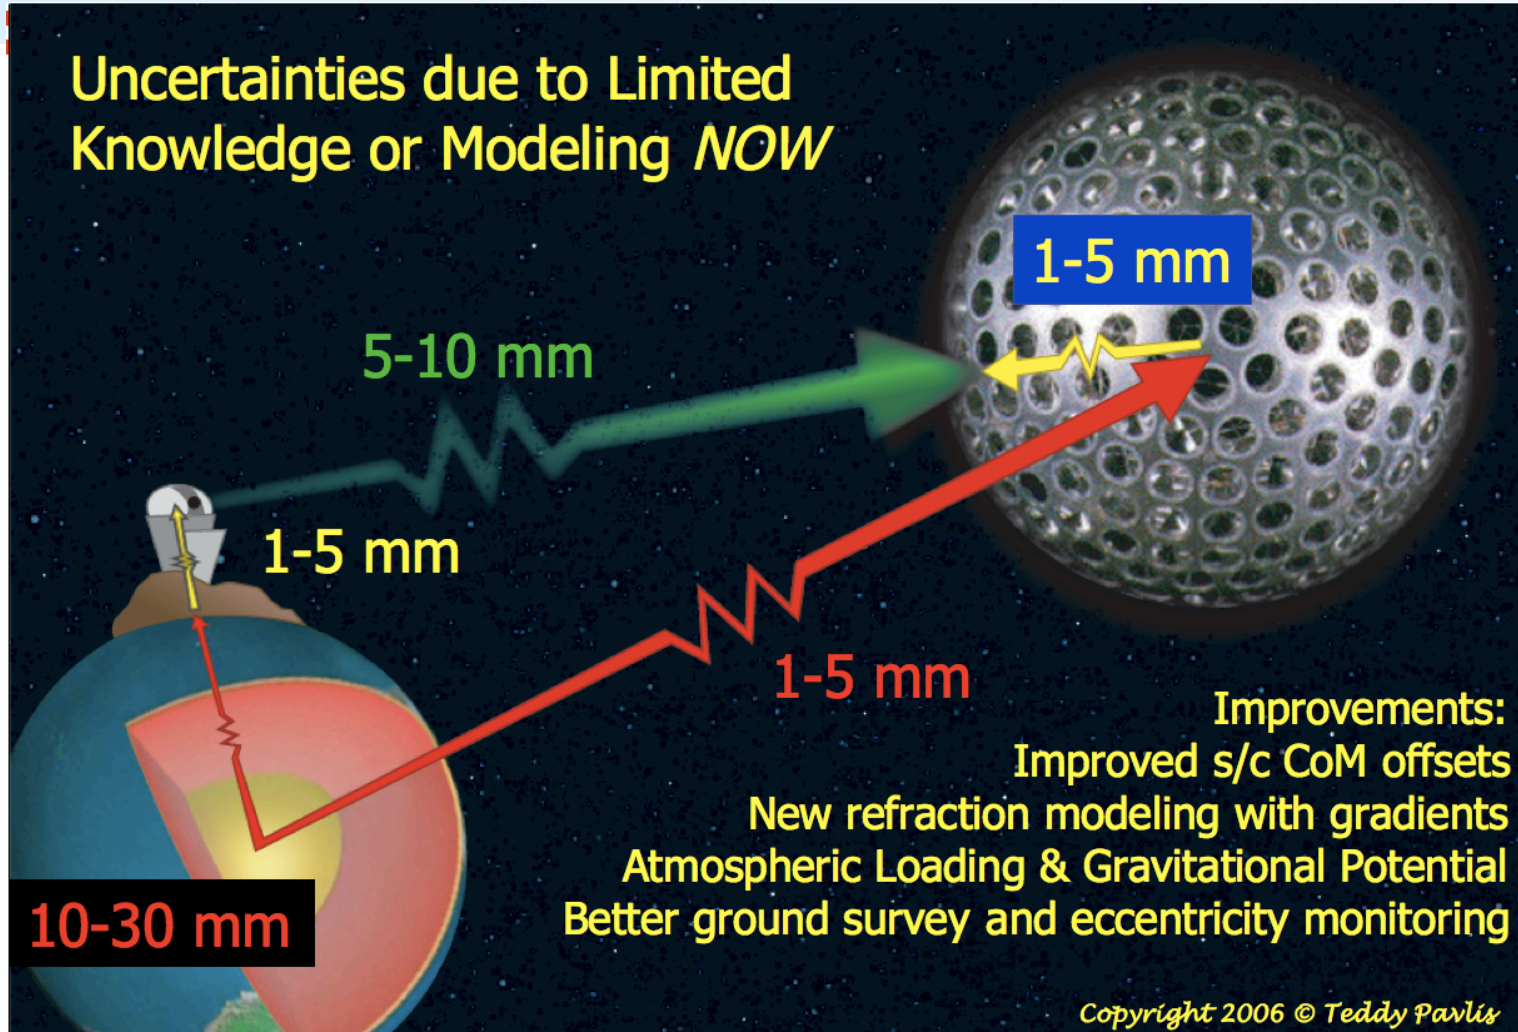 Uncertainties due to Limited
Knowledge or Modeling NOW
1-5 mm
5-10 mm
1-5 mm
1-5 mm
10-30 mm
Improvements:
Improved s/c CoM offsets
New refraction modeling with gradients
Atmospheric Loading & Gravitational Potential
Better ground survey and eccentricity monitoring
Copyright 2006 © Teddy Pavlis